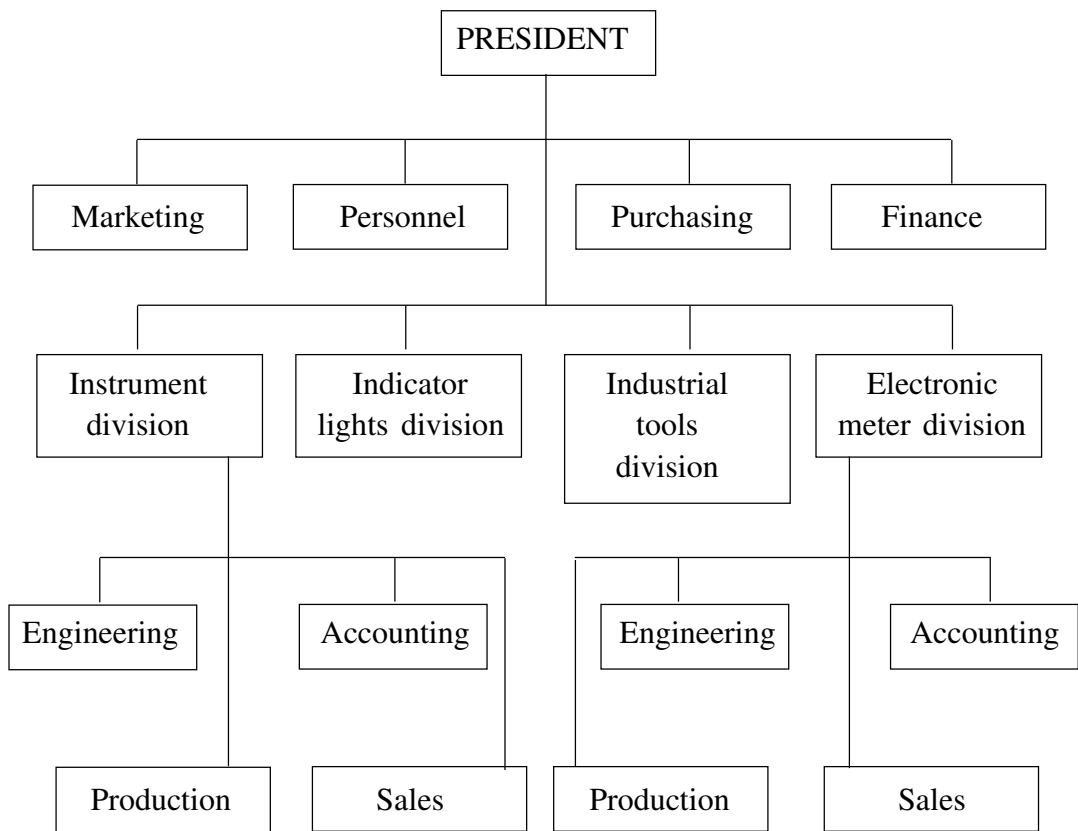 PRESIDENT
Marketing
Personnel
Purchasing
Finance
Instrument
division
Indicator
lights division
Industrial
tools
division
Electronic
meter division
Engineering
Accounting
Engineering
Accounting
Production
Sales
Production
Sales